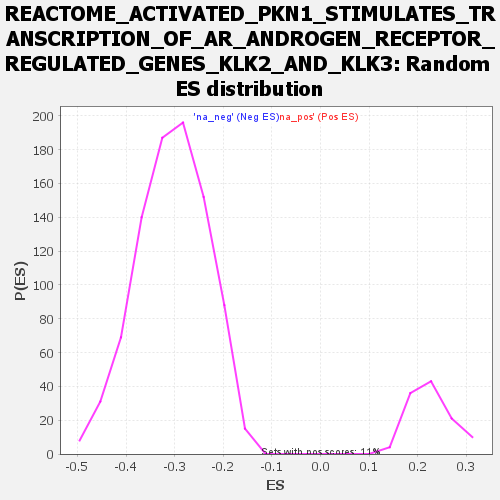 REACTOME_ACTIVATED_PKN1_STIMULATES_TR
ANSCRIPTION_OF_AR_ANDROGEN_RECEPTOR_
REGULATED_GENES_KLK2_AND_KLK3: Random
ES distribution
'na_neg' (Neg ES)na_pos' (Pos ES)
200
180
160
140
120
100
80
60
40
20
0
P(ES)
Sets with pos scores: 11%
-0.5 -0.4 -0.3 -0.2 -0.1 0.0 0.1 0.2 0.3
ES